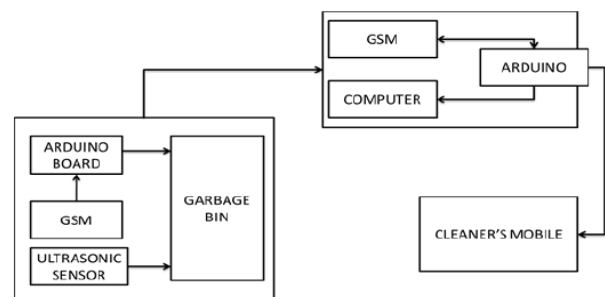 GSM
ARDUINO
COMPUTER
ARDUINO
BOARD
GARBAGE
BIN
GSM
ULTRASONIC
SENSOR
CLEANER'S MOBILE